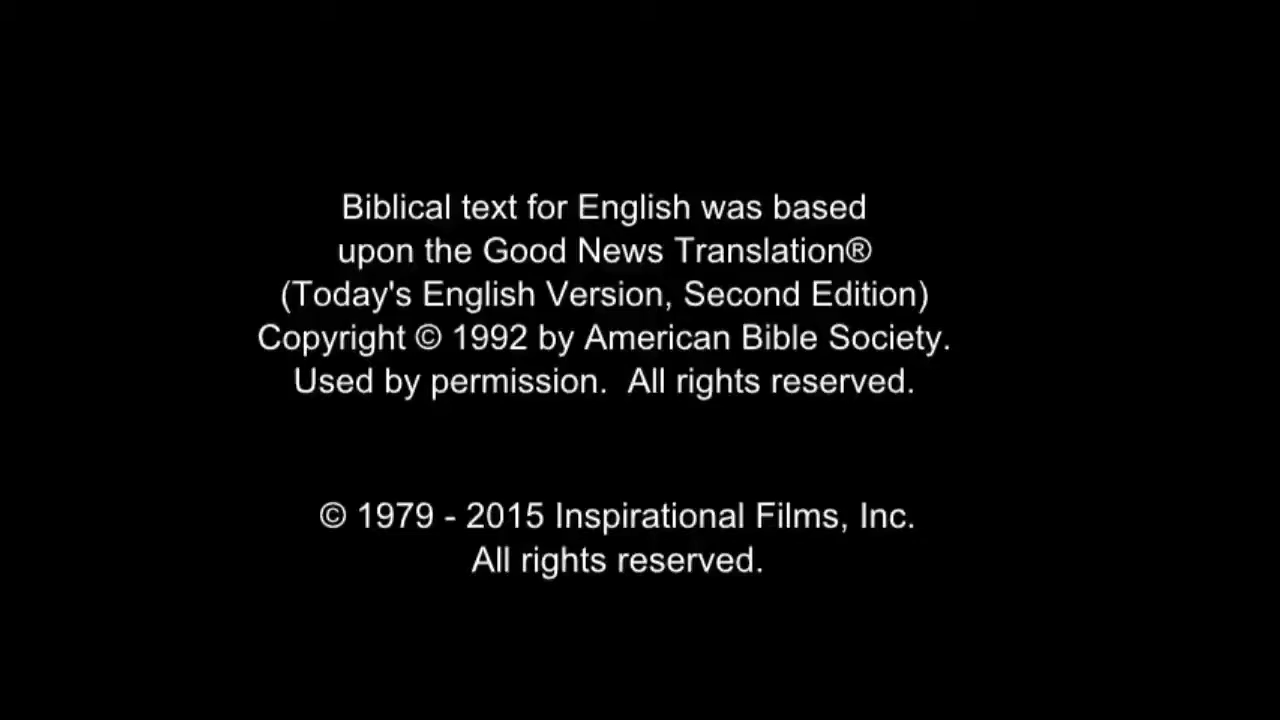 Biblical text for English was based
upon the Good News Translation®
(Today's English Version, Second Edition)
Copyright © 1992 by American Bible Society.
Used by permission.  All rights reserved.
© 1979 - 2015 Inspirational Films, Inc.
All rights reserved.